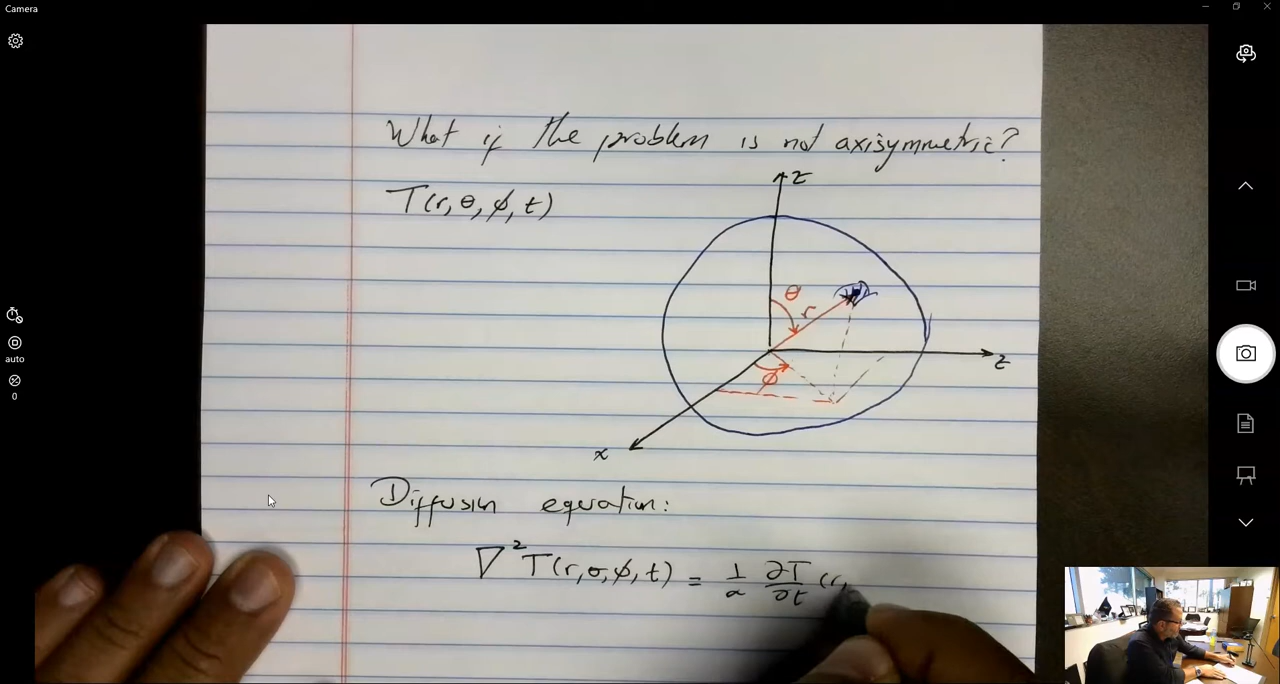 Camera
What if the problem is not axisymmetric?
T(r, θ, ϕ, t)
z
θ
r
z
ϕ
x
auto
0
Diffusion equation:
∇²T(r, θ, ϕ, t) = 1/α ∂T/∂t (r,